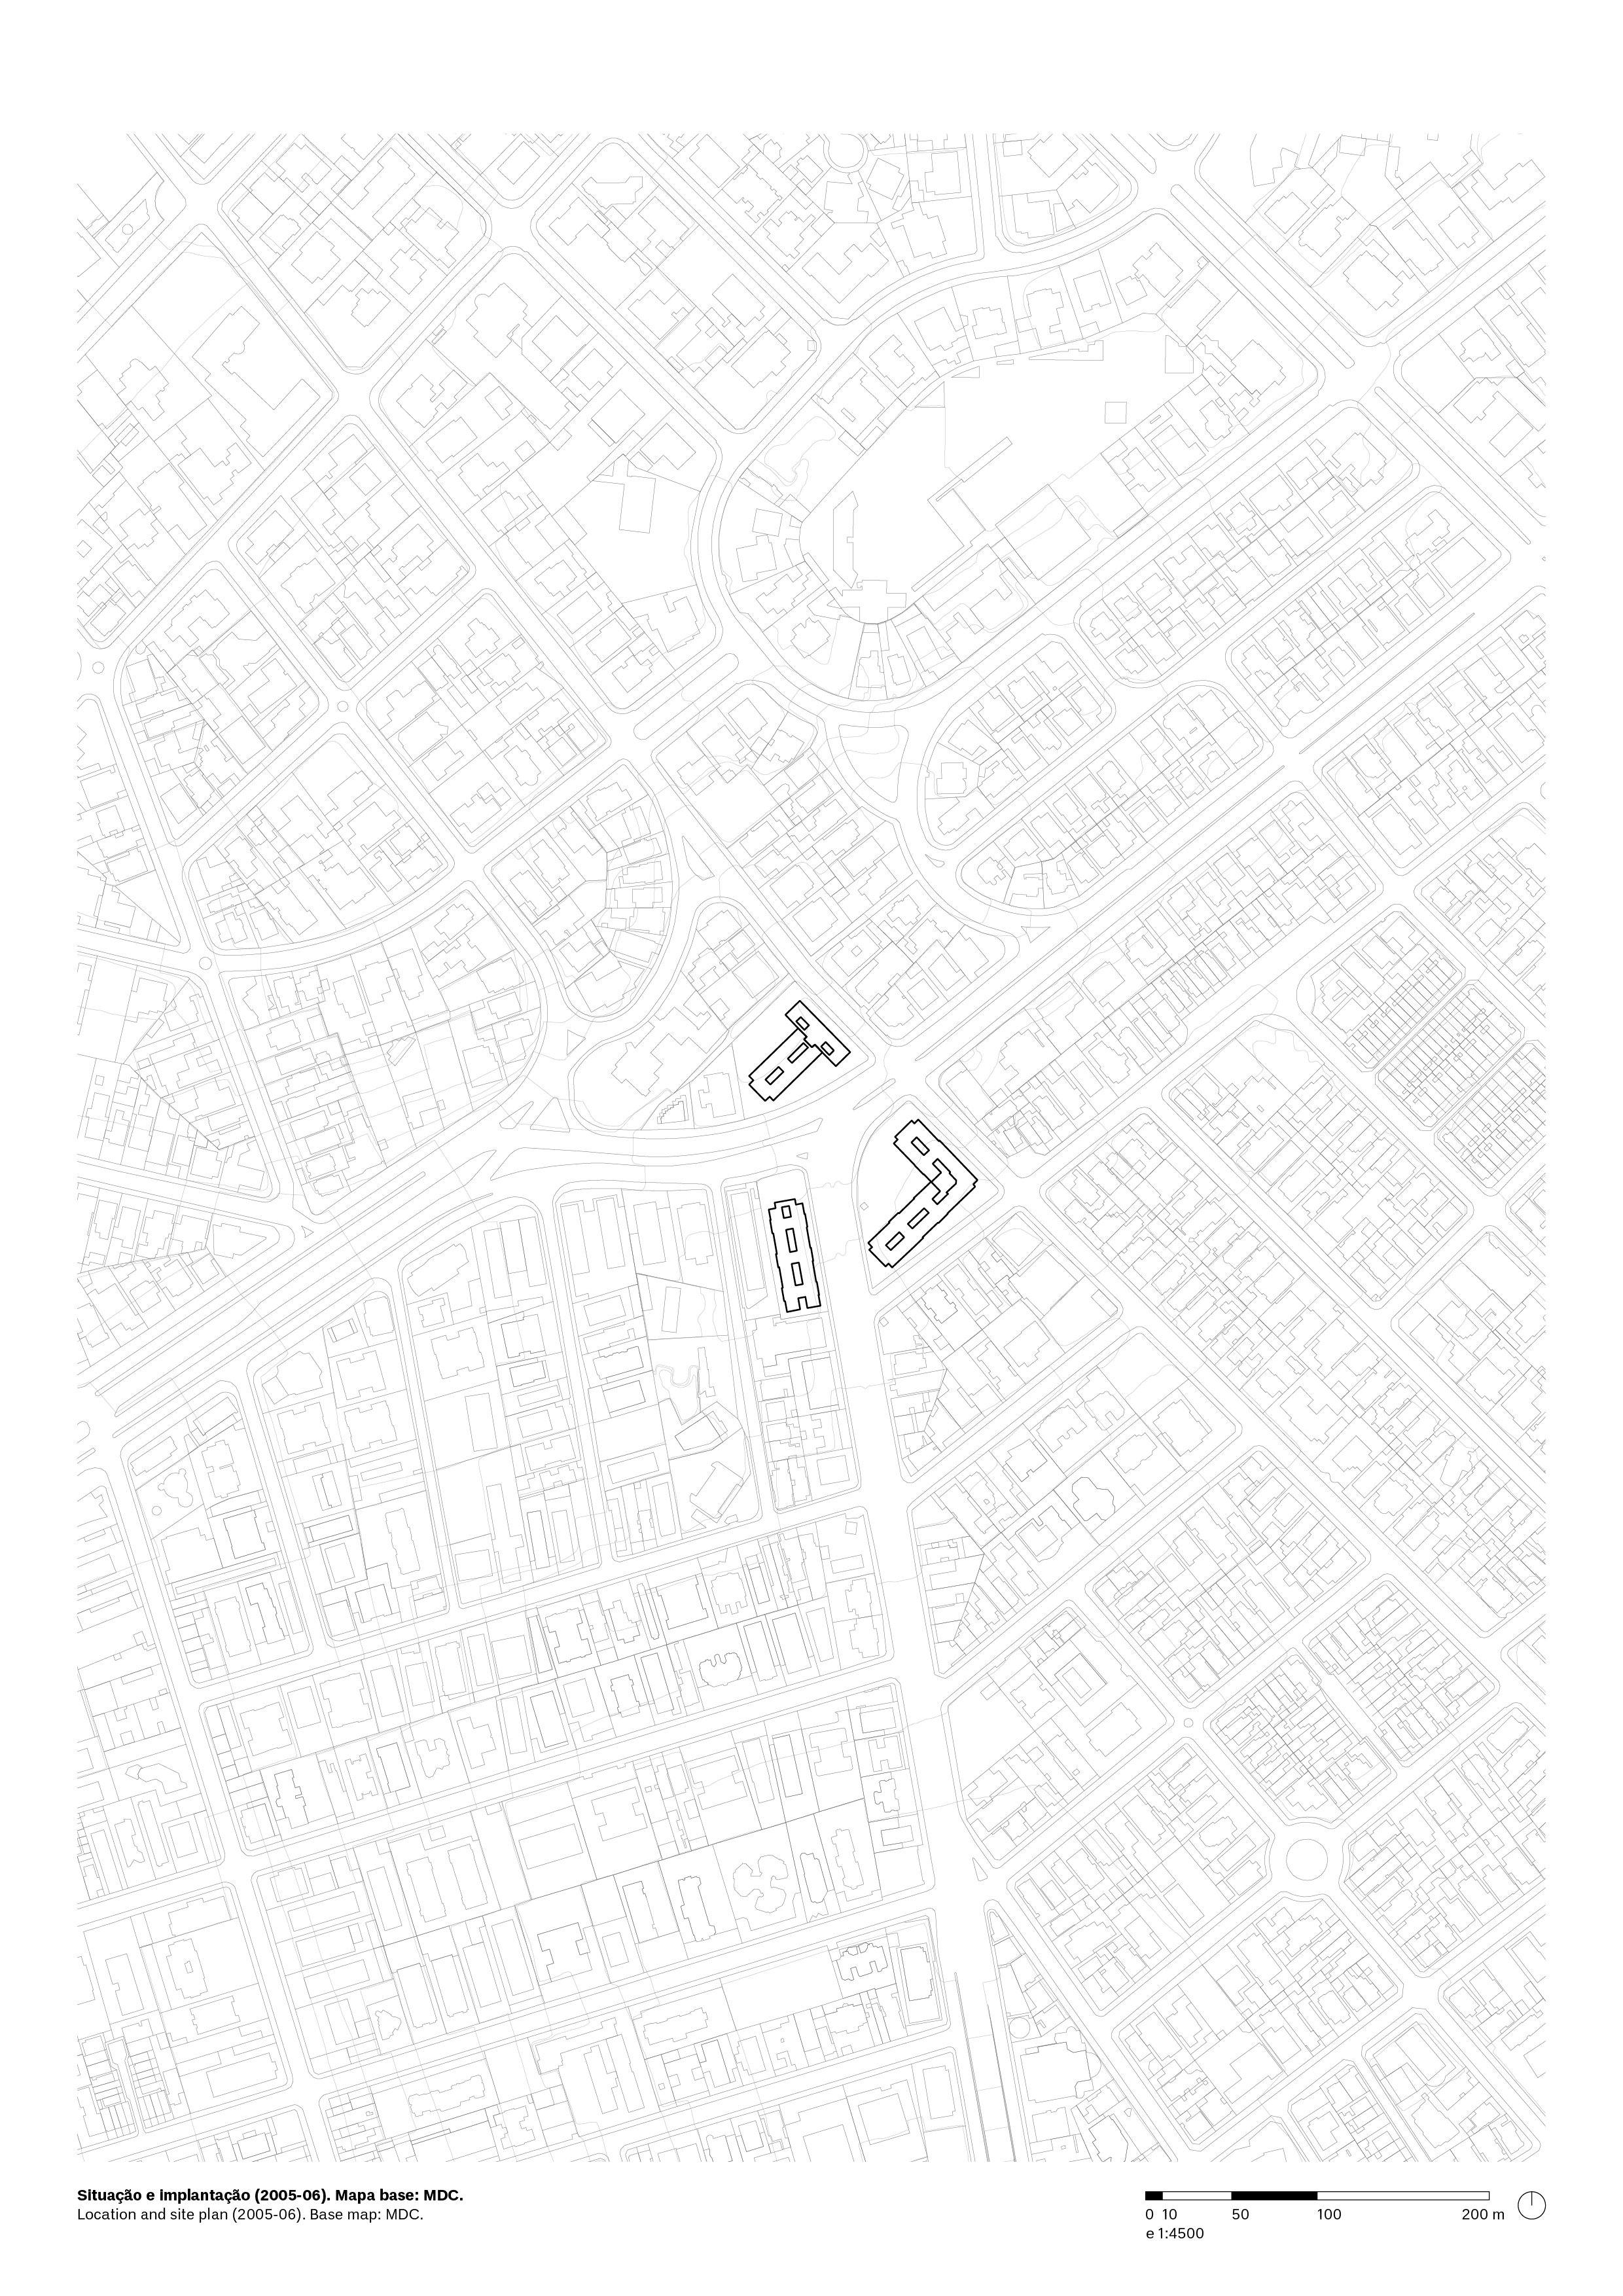 Situação e implantação (2005-06). Mapa base: MDC.
Location and site plan (2005-06). Base map: MDC.
0 10 50 100 200 m
e 1:4500